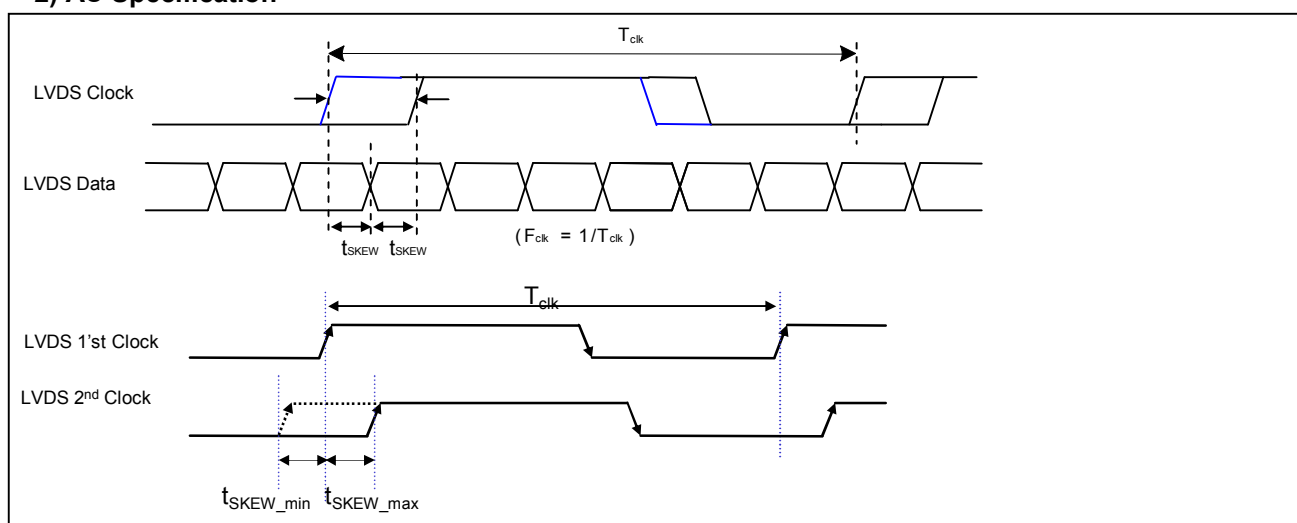 2) AC Specification
Tclk
LVDS Clock
LVDS Data
tSKEW tSKEW
( Fclk = 1/Tclk )
Tclk
LVDS 1'st Clock
LVDS 2nd Clock
tSKEW_min tSKEW_max